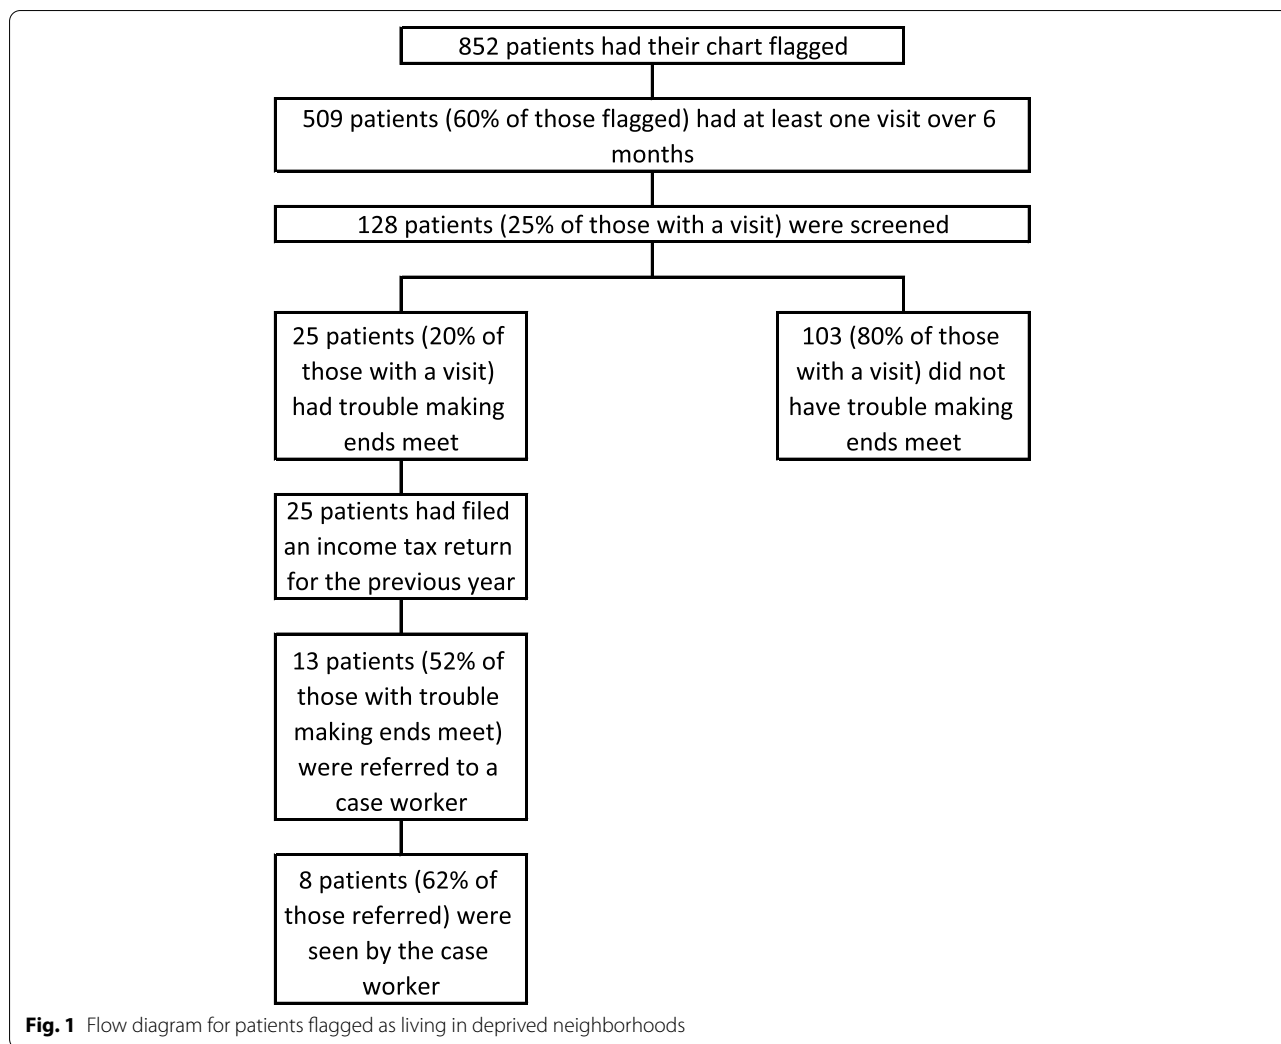 852 patients had their chart flagged
509 patients (60% of those flagged) had at least one visit over 6
months
128 patients (25% of those with a visit) were screened
25 patients (20% of
those with a visit)
had trouble making
ends meet
103 (80% of those
with a visit) did not
have trouble making
ends meet
25 patients had filed
an income tax return
for the previous year
13 patients (52% of
those with trouble
making ends meet)
were referred to a
case worker
8 patients (62% of
those referred) were
seen by the case
worker
Fig. 1 Flow diagram for patients flagged as living in deprived neighborhoods